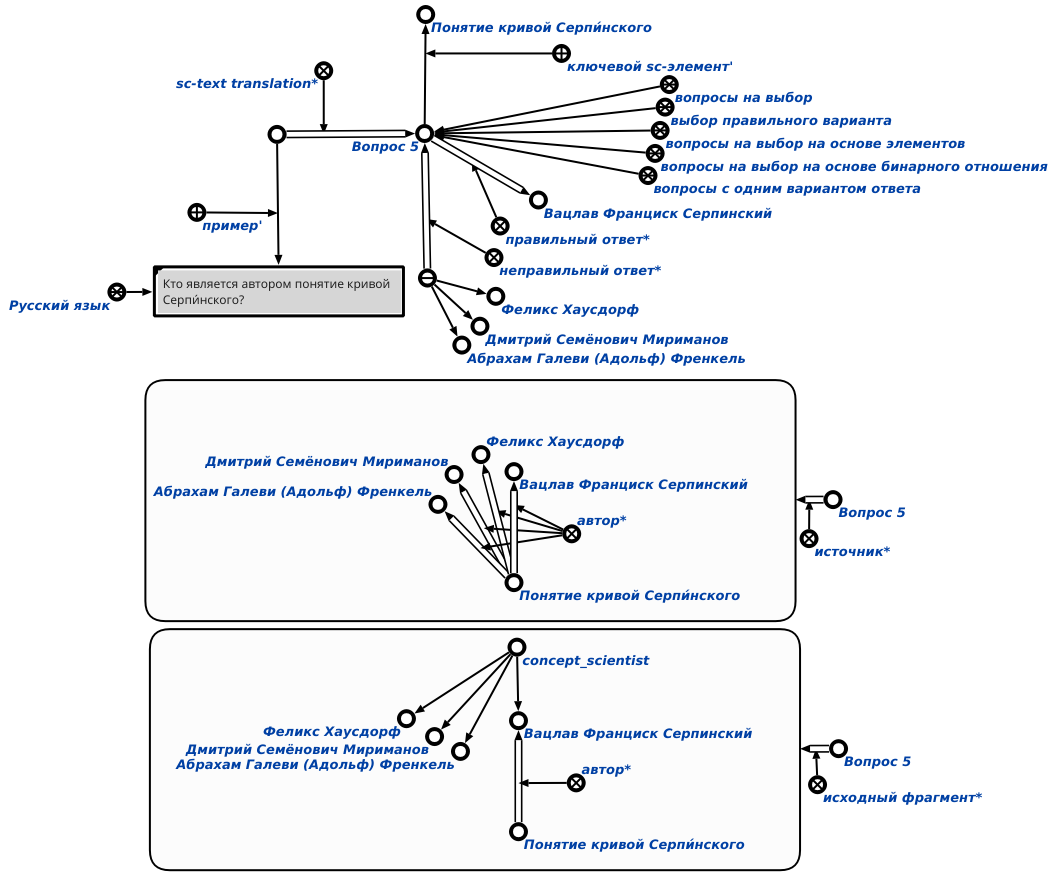 Понятие кривой Серпи́нского
ключевой sc-элемент'
sc-text translation*
вопросы на выбор
выбор правильного варианта
вопросы на выбор на основе элементов
вопросы на выбор на основе бинарного отношения
вопросы с одним вариантом ответа
Вопрос 5
Вацлав Франциск Серпинский
пример'
правильный ответ*
неправильный ответ*
Кто является автором понятие кривой
Серпи́нского?
Русский язык
Феликс Хаусдорф
Дмитрий Семёнович Мириманов
Абрахам Галеви (Адольф) Френкель
Феликс Хаусдорф
Дмитрий Семёнович Мириманов
Вацлав Франциск Серпинский
Абрахам Галеви (Адольф) Френкель
автор*
Вопрос 5
источник*
Понятие кривой Серпи́нского
concept_scientist
Феликс Хаусдорф
Вацлав Франциск Серпинский
Дмитрий Семёнович Мириманов
Абрахам Галеви (Адольф) Френкель
автор*
Вопрос 5
исходный фрагмент*
Понятие кривой Серпи́нского